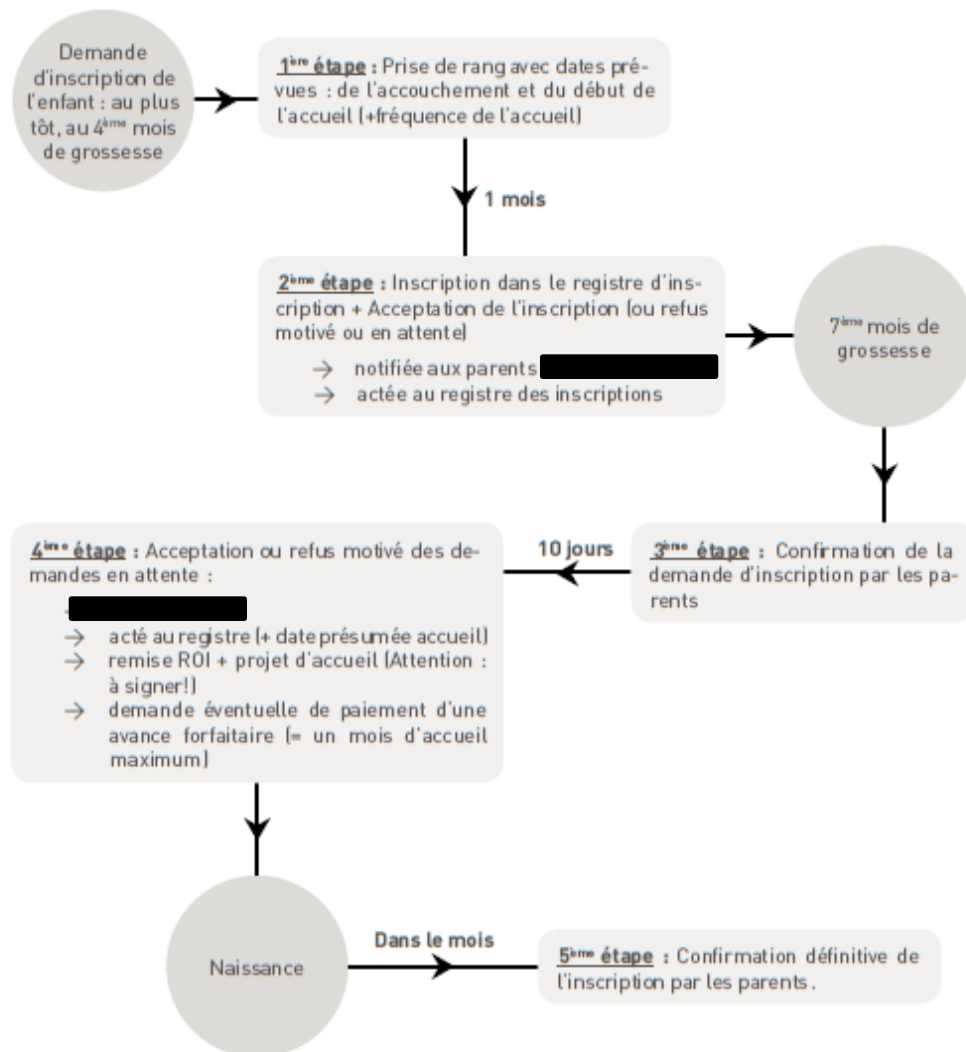 Demande
d'inscription de
l'enfant : au plus
tôt, au 4ème mois
de grossesse
1ère étape : Prise de rang avec dates pré-
vues : de l'accouchement et du début de
l'accueil (+fréquence de l'accueil)
1 mois
2ème étape : Inscription dans le registre d'ins-
cription + Acceptation de l'inscription (ou refus
motivé ou en attente)
→ notifiée aux parents
→ actée au registre des inscriptions
7ème mois de
grossesse
3ème étape : Confirmation de la
demande d'inscription par les pa-
rents
10 jours
4ème étape : Acceptation ou refus motivé des de-
mandes en attente :
→ acté au registre (+ date présumée accueil)
→ remise ROI + projet d'accueil (Attention :
à signer!)
→ demande éventuelle de paiement d'une
avance forfaitaire (= un mois d'accueil
maximum)
Naissance
Dans le mois
5ème étape : Confirmation définitive de
l'inscription par les parents.